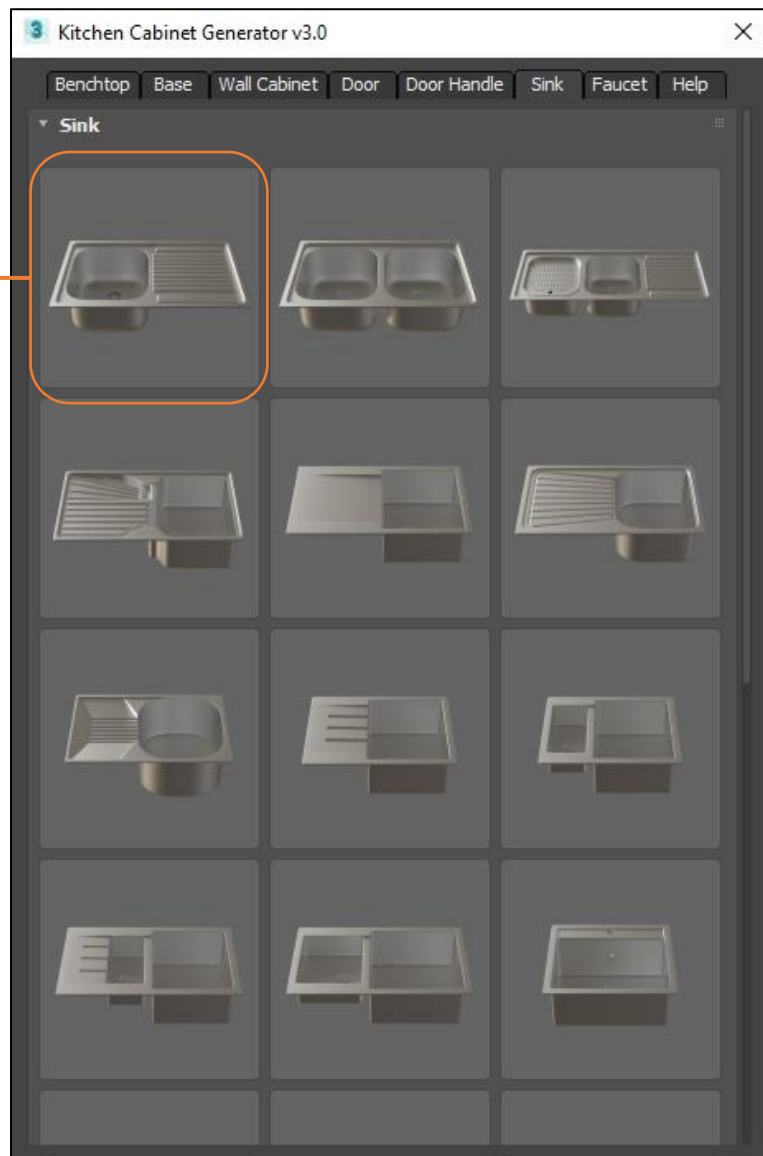 3 Kitchen Cabinet Generator v3.0
Benchtop Base Wall Cabinet Door Door Handle Sink Faucet Help
Sink